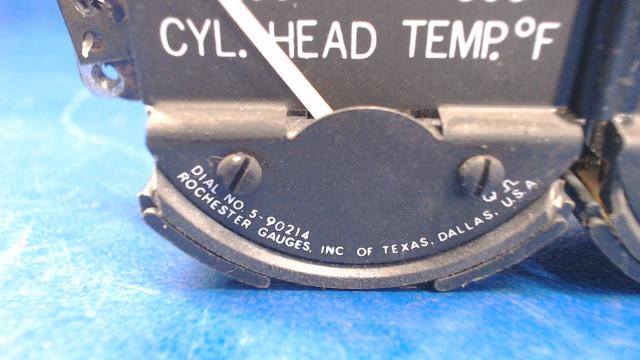 CYL. HEAD TEMP. °F
DIAL NO. 5-90214
ROCHESTER GAUGES, INC OF TEXAS, DALLAS, U.S.A.